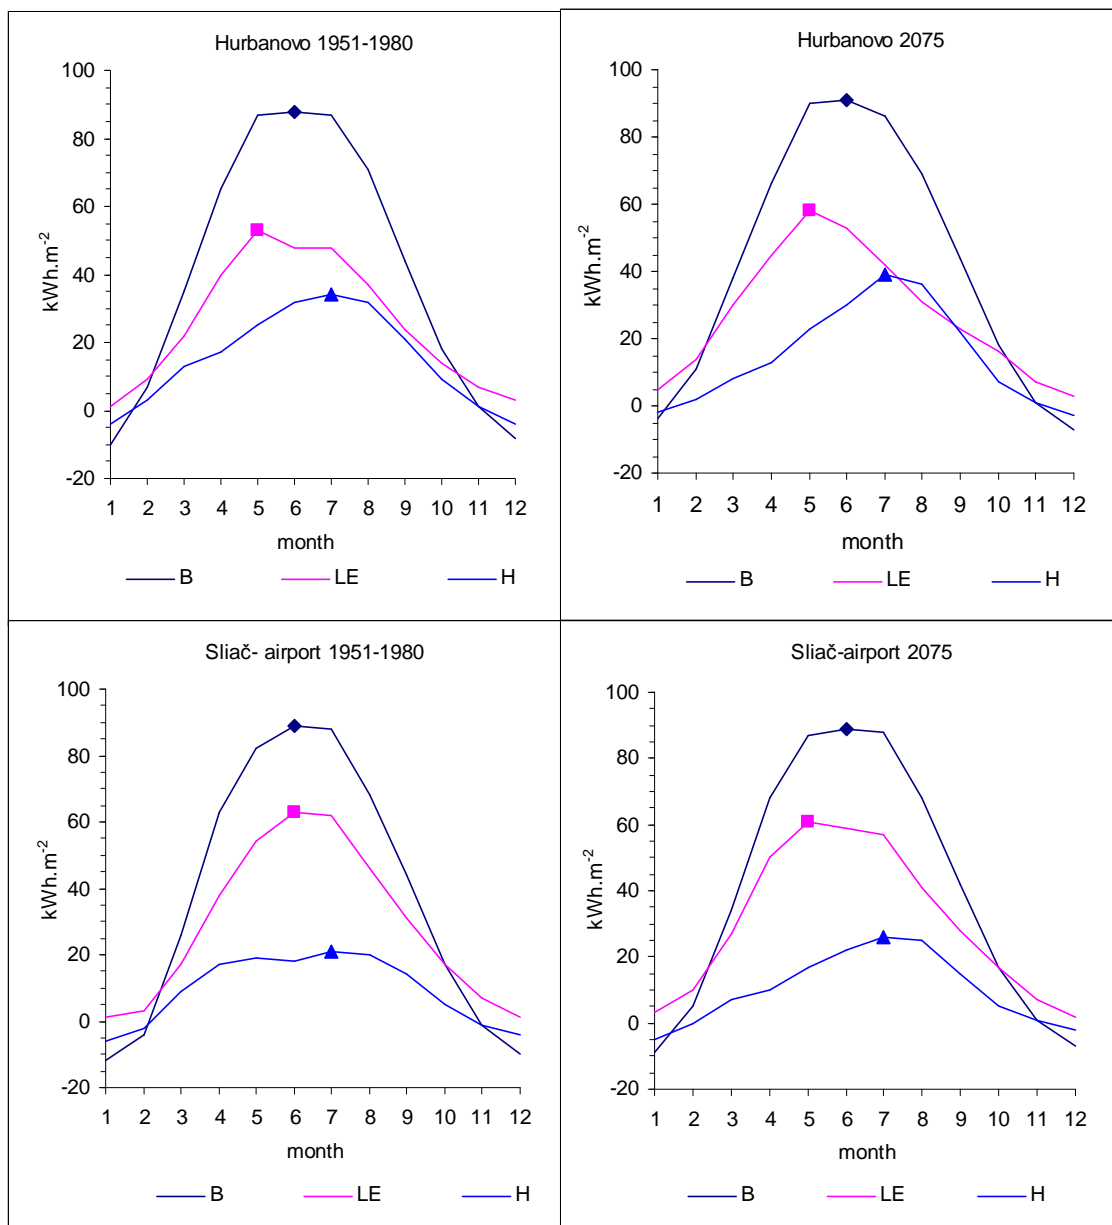 Hurbanovo 1951-1980
100
80
60
40
20
0
-20
kWh.m-2
1 2 3 4 5 6 7 8 9 10 11 12
month
B LE H
Hurbanovo 2075
100
80
60
40
20
0
-20
kWh.m-2
1 2 3 4 5 6 7 8 9 10 11 12
month
B LE H
Sliač- airport 1951-1980
100
80
60
40
20
0
-20
kWh.m-2
1 2 3 4 5 6 7 8 9 10 11 12
month
B LE H
Sliač-airport 2075
100
80
60
40
20
0
-20
kWh.m-2
1 2 3 4 5 6 7 8 9 10 11 12
month
B LE H